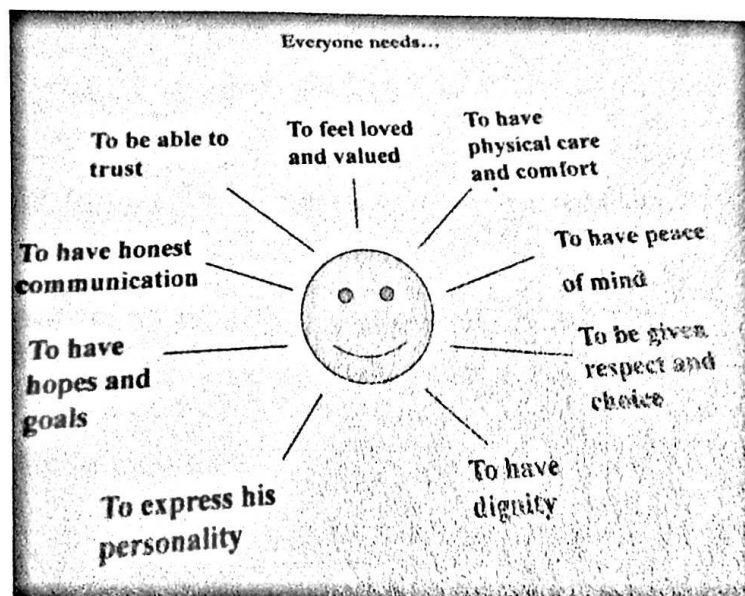 Everyone needs...
To be able to
trust
To feel loved
and valued
To have
physical care
and comfort
To have honest
communication
To have peace
of mind
To have
hopes and
goals
To be given
respect and
choice
To express his
personality
To have
dignity